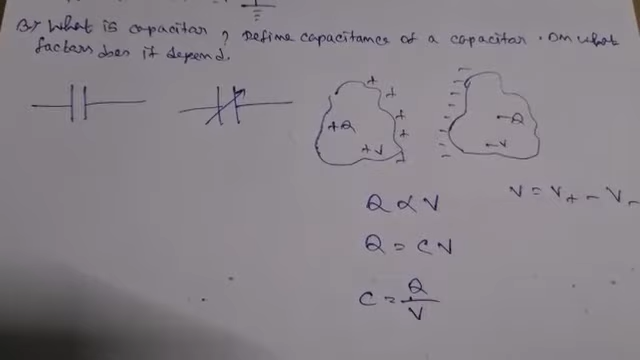 Q) What is capacitor, Define capacitance of a capacitor. On what
factors does it depend.
+ + + +
+Q
+V
- - - - - - - -
-Q
-V
Q ∝ V
V = V+ - V-
Q = CV
C = Q/V